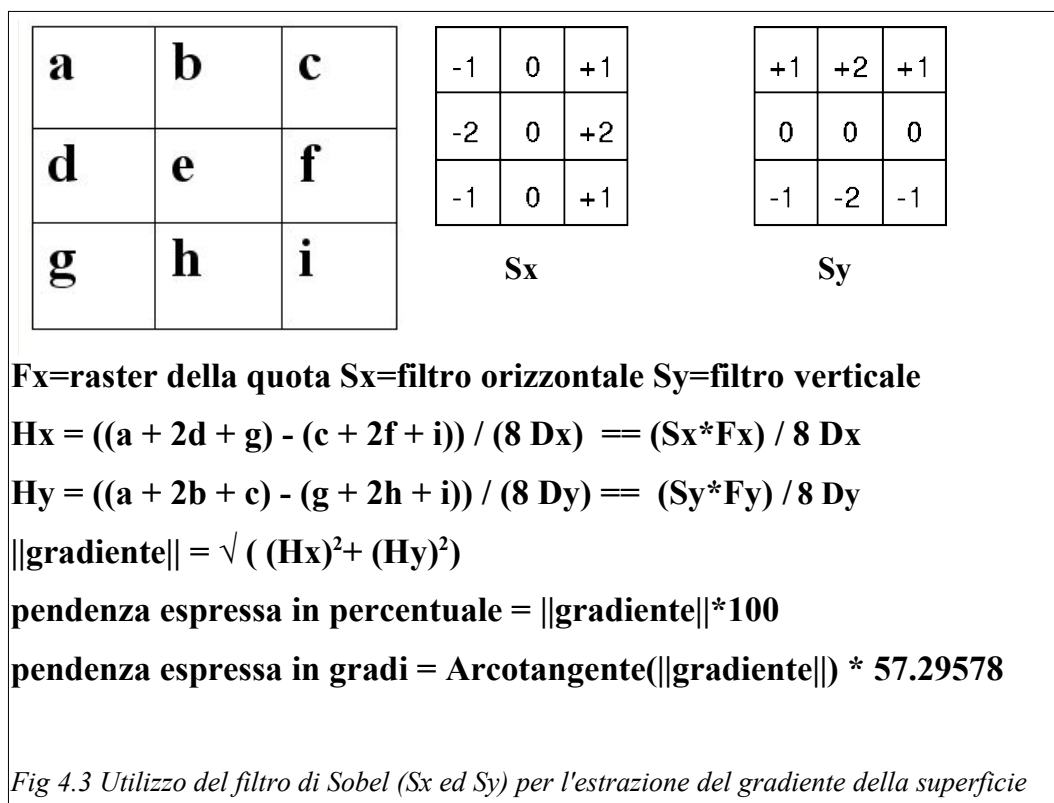 a b c
d e f
g h i
-1 0 +1
-2 0 +2
-1 0 +1
Sx
+1 +2 +1
0 0 0
-1 -2 -1
Sy
Fx=raster della quota Sx=filtro orizzontale Sy=filtro verticale
Hx = ((a + 2d + g) - (c + 2f + i)) / (8 Dx) == (Sx*Fx) / 8 Dx
Hy = ((a + 2b + c) - (g + 2h + i)) / (8 Dy) == (Sy*Fy) / 8 Dy
||gradiente|| = √ ( (Hx)²+ (Hy)²)
pendenza espressa in percentuale = ||gradiente||*100
pendenza espressa in gradi = Arcotangente(||gradiente||) * 57.29578
Fig 4.3 Utilizzo del filtro di Sobel (Sx ed Sy) per l'estrazione del gradiente della superficie